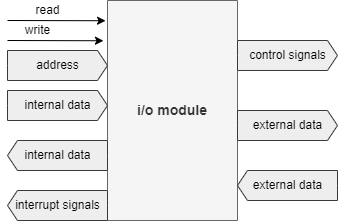 read
write
address
control signals
internal data
i/o module
external data
internal data
external data
interrupt signals